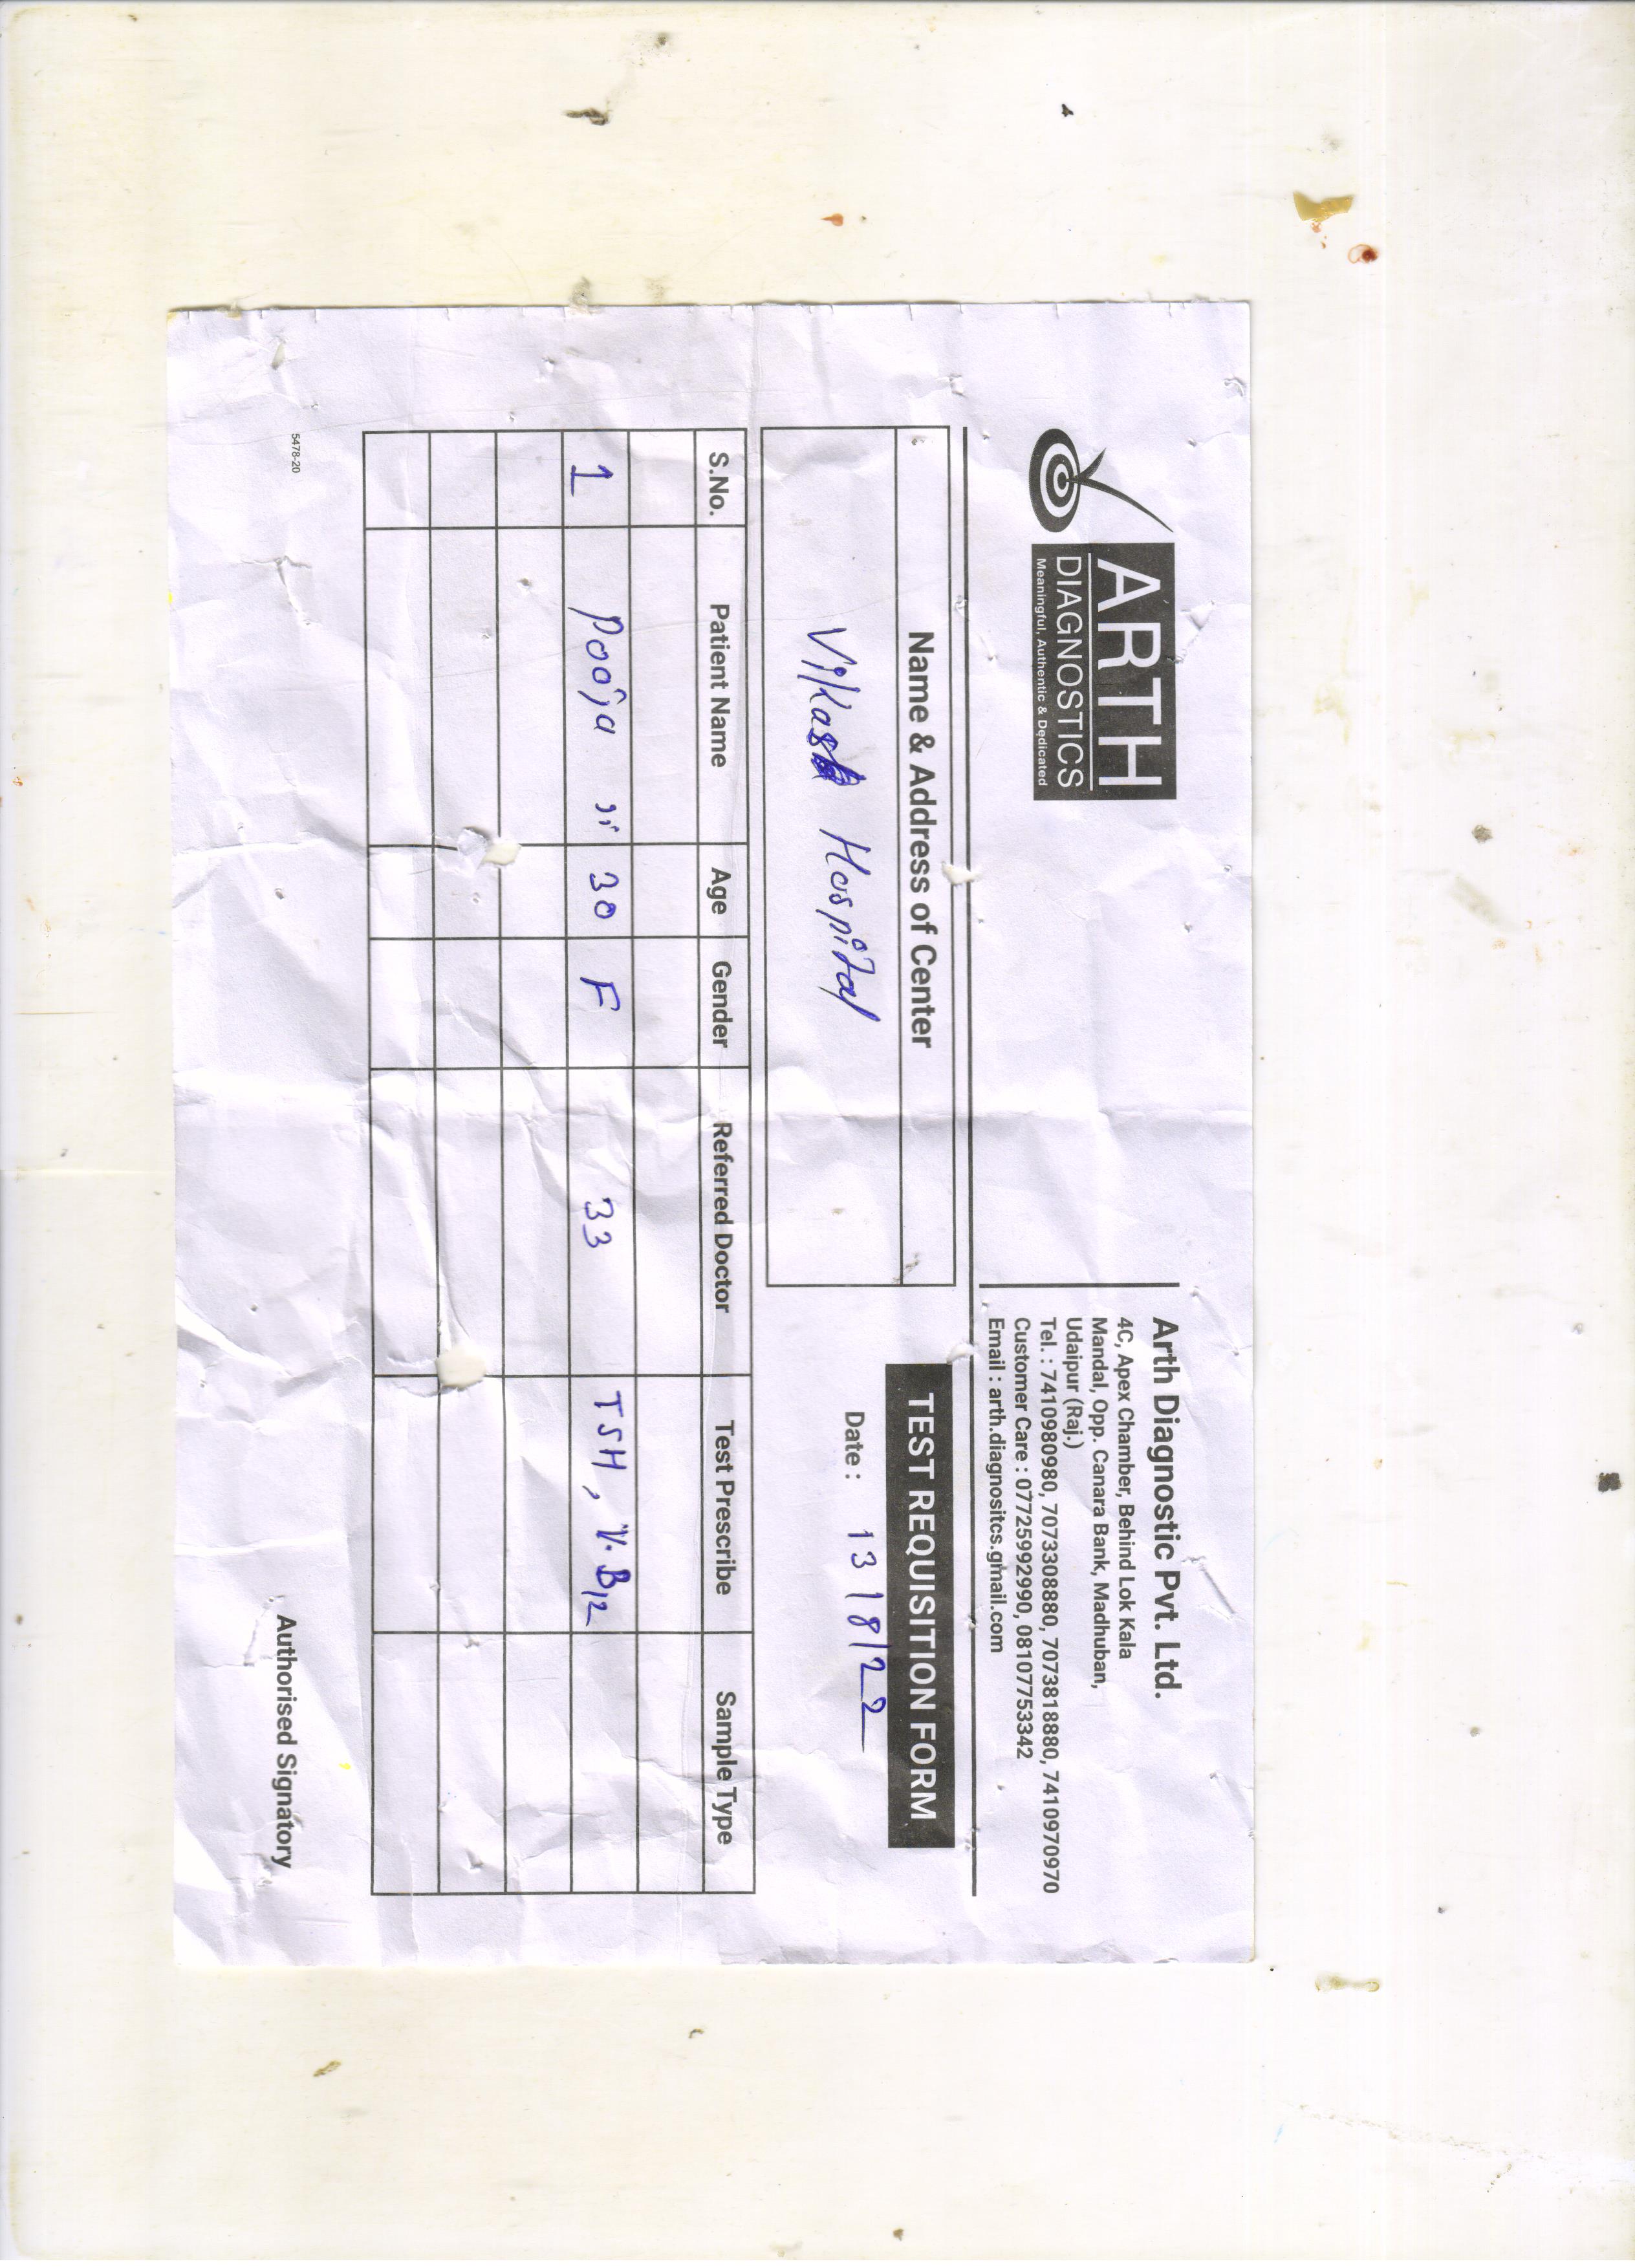 ARTH
DIAGNOSTICS
Meaningful, Authentic & Dedicated
Arth Diagnostic Pvt. Ltd.
4C, Apex Chamber, Behind Lok Kala
Mandal, Opp. Canara Bank, Madhuban,
Udaipur (Raj.)
Tel. : 7410980980, 7073308880, 7073818880, 7410970970
Customer Care : 07725992990, 08107753342
Email : arth.diagnositcs.gmail.com
Name & Address of Center
TEST REQUISITION FORM
Vikash Hospital
Date : 13/8/22
S.No. Patient Name Age Gender Referred Doctor Test Prescribe Sample Type
1 Pooja ji 30 F 33 TSH, V. B12
5478-20
Authorised Signatory